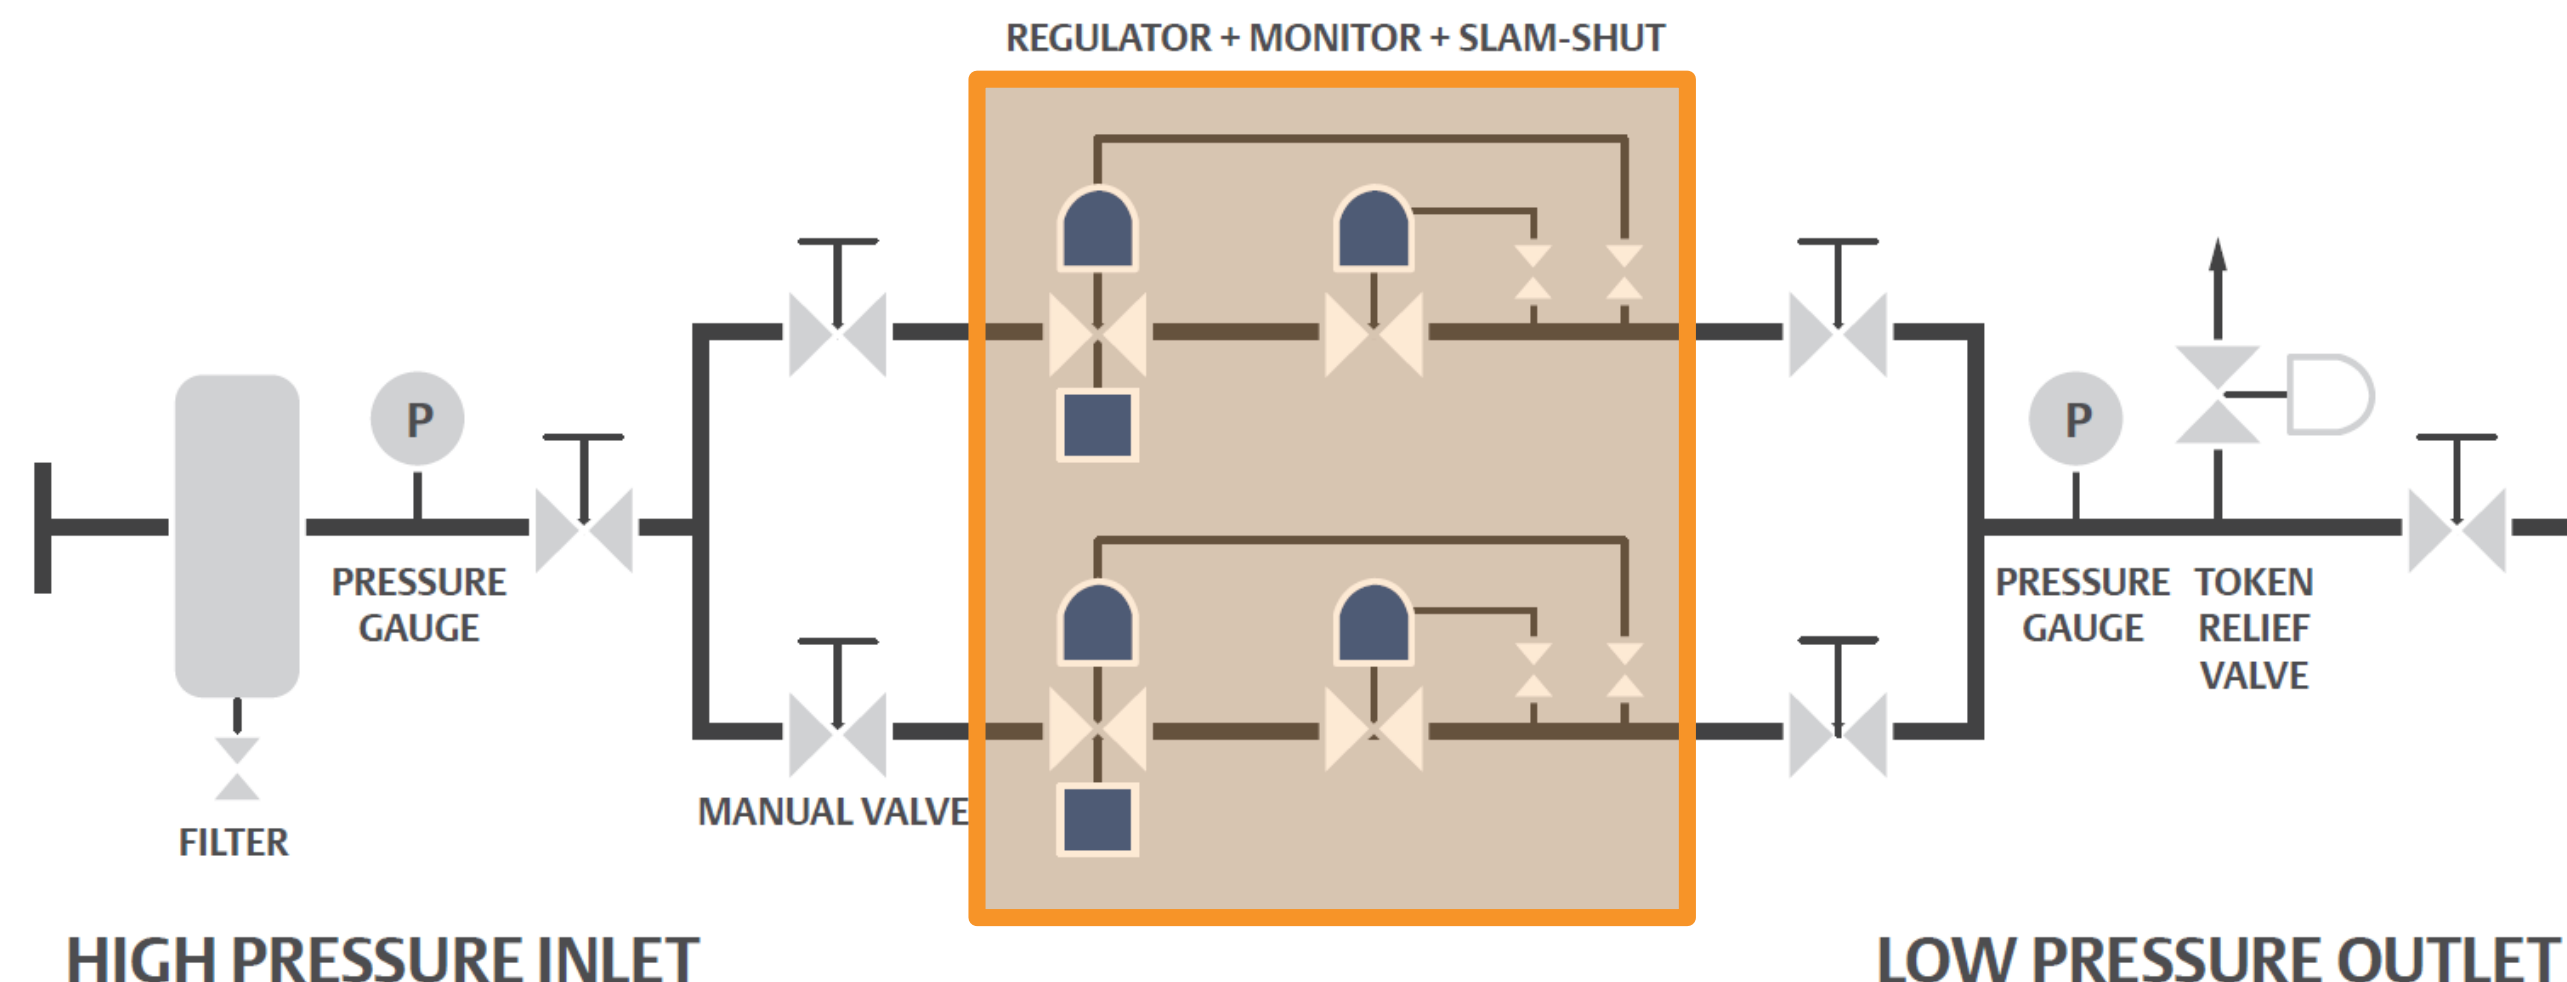 REGULATOR + MONITOR + SLAM-SHUT
P
P
PRESSURE
GAUGE
PRESSURE
GAUGE
TOKEN
RELIEF
VALVE
MANUAL VALVE
FILTER
HIGH PRESSURE INLET
LOW PRESSURE OUTLET